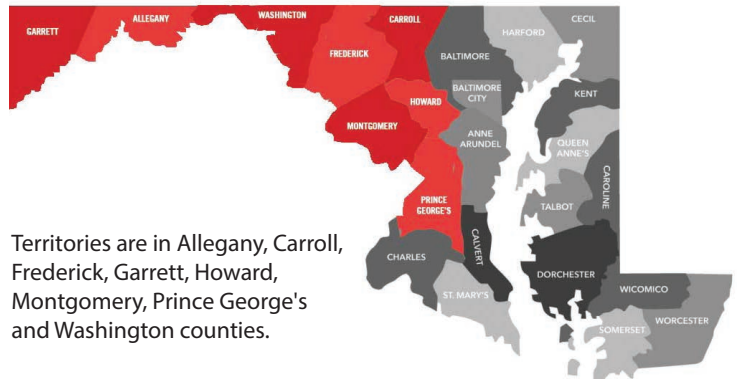 GARRETT
ALLEGANY
WASHINGTON
CARROLL
FREDERICK
BALTIMORE
HARFORD
CECIL
BALTIMORE
CITY
HOWARD
KENT
MONTGOMERY
ANNE
ARUNDEL
QUEEN
ANNE'S
CAROLINE
PRINCE
GEORGE'S
TALBOT
CHARLES
CALVERT
DORCHESTER
ST. MARY'S
WICOMICO
SOMERSET
WORCESTER
Territories are in Allegany, Carroll,
Frederick, Garrett, Howard,
Montgomery, Prince George's
and Washington counties.